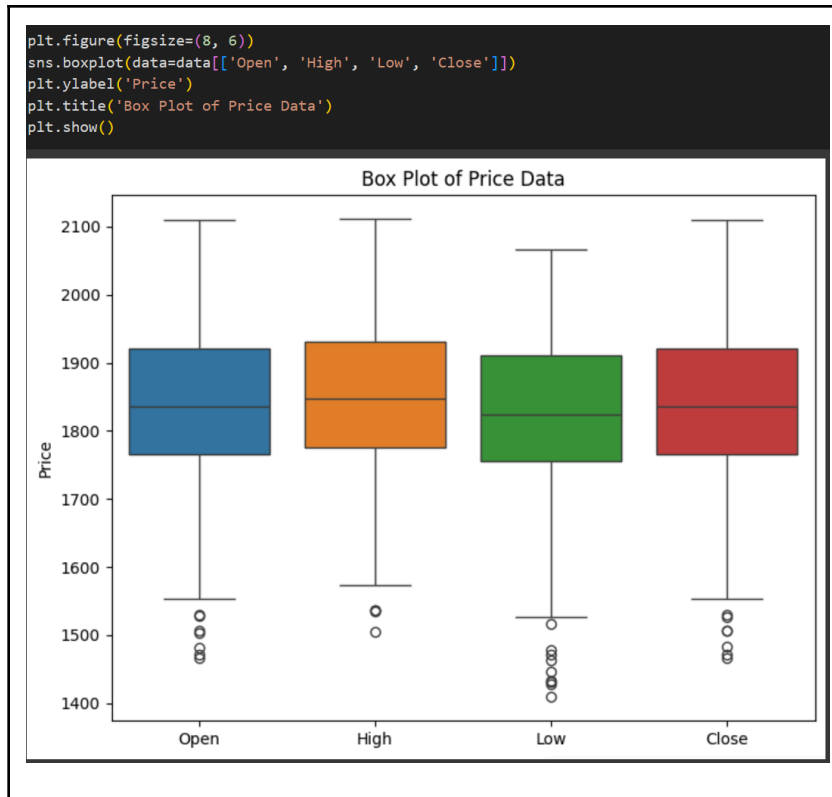 plt.figure(figsize=(8, 6))
sns.boxplot(data=data[['Open', 'High', 'Low', 'Close']])
plt.ylabel('Price')
plt.title('Box Plot of Price Data')
plt.show()
Box Plot of Price Data
2100
2000
1900
1800
1700
1600
1500
1400
Price
Open High Low Close